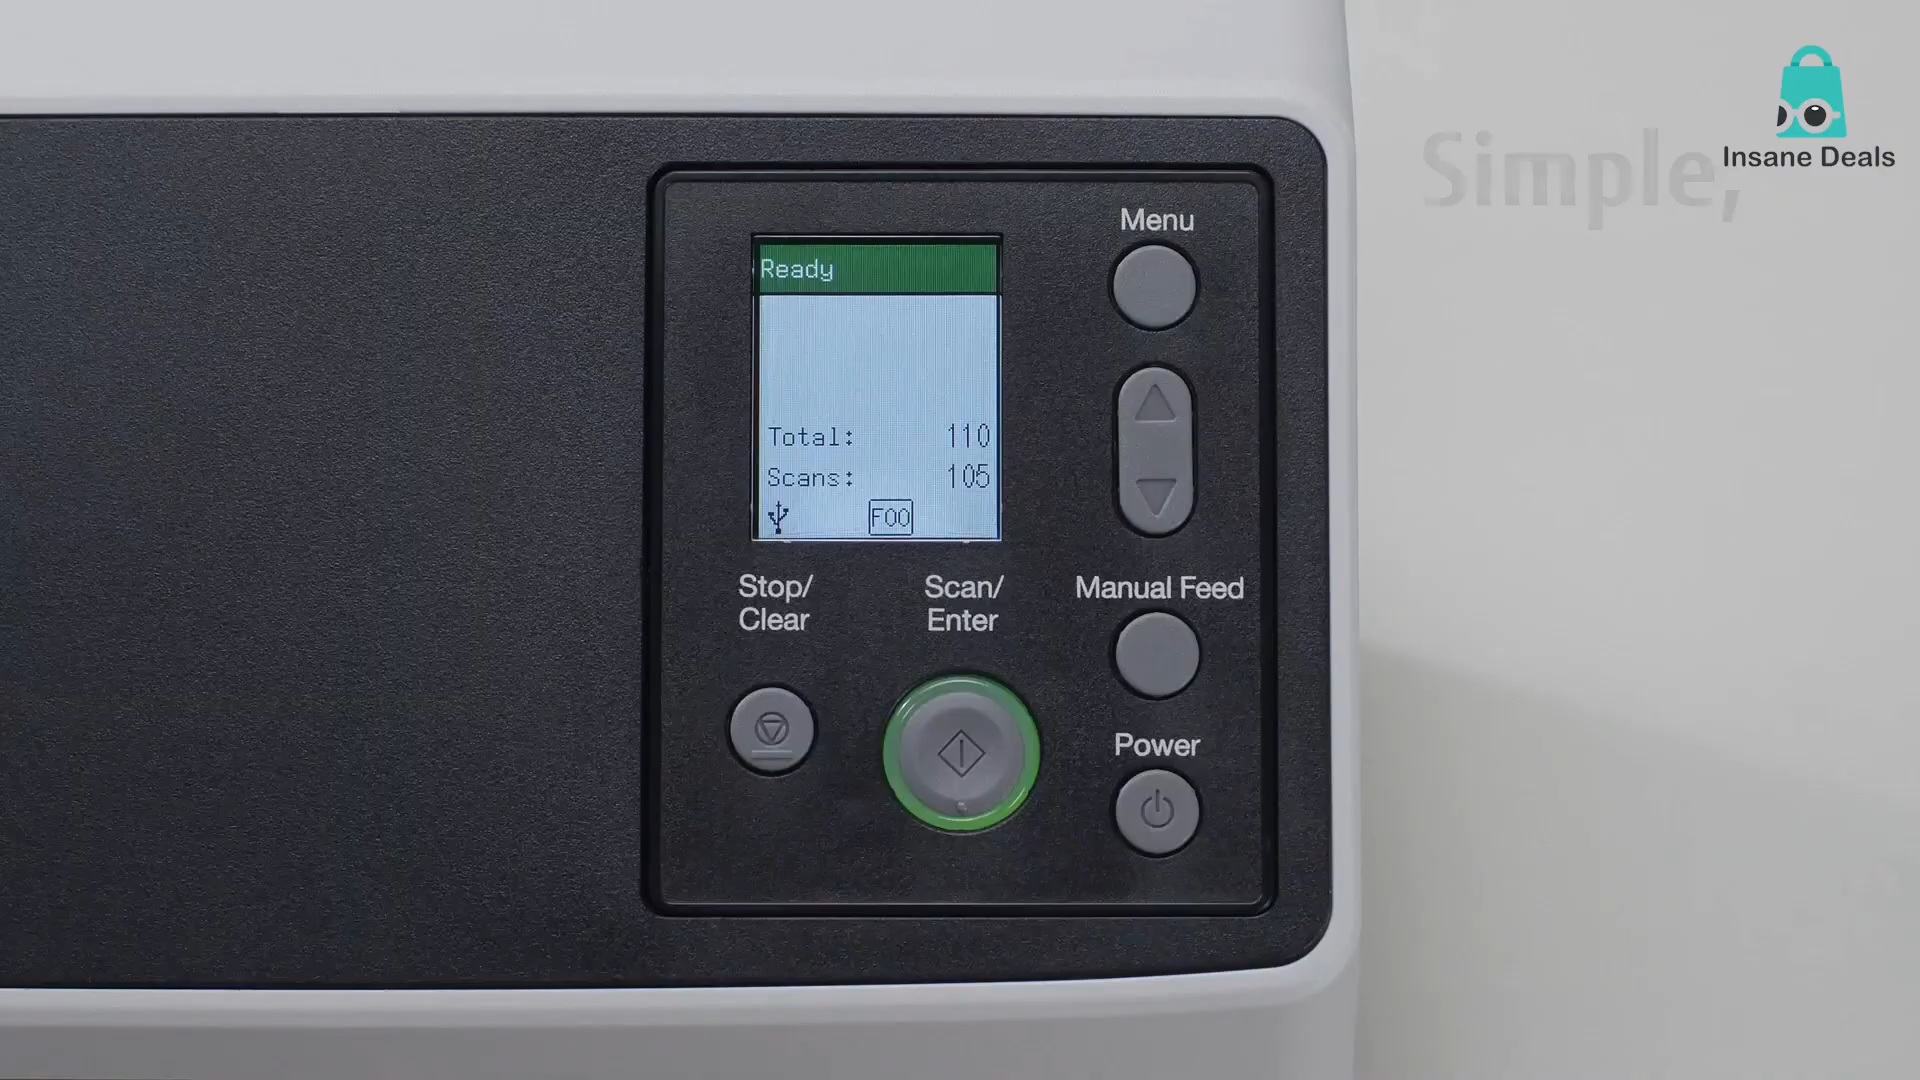 Simple,
Insane Deals
Menu
Ready
Total: 110
Scans: 105
F00
Stop/
Clear
Scan/
Enter
Manual Feed
Power